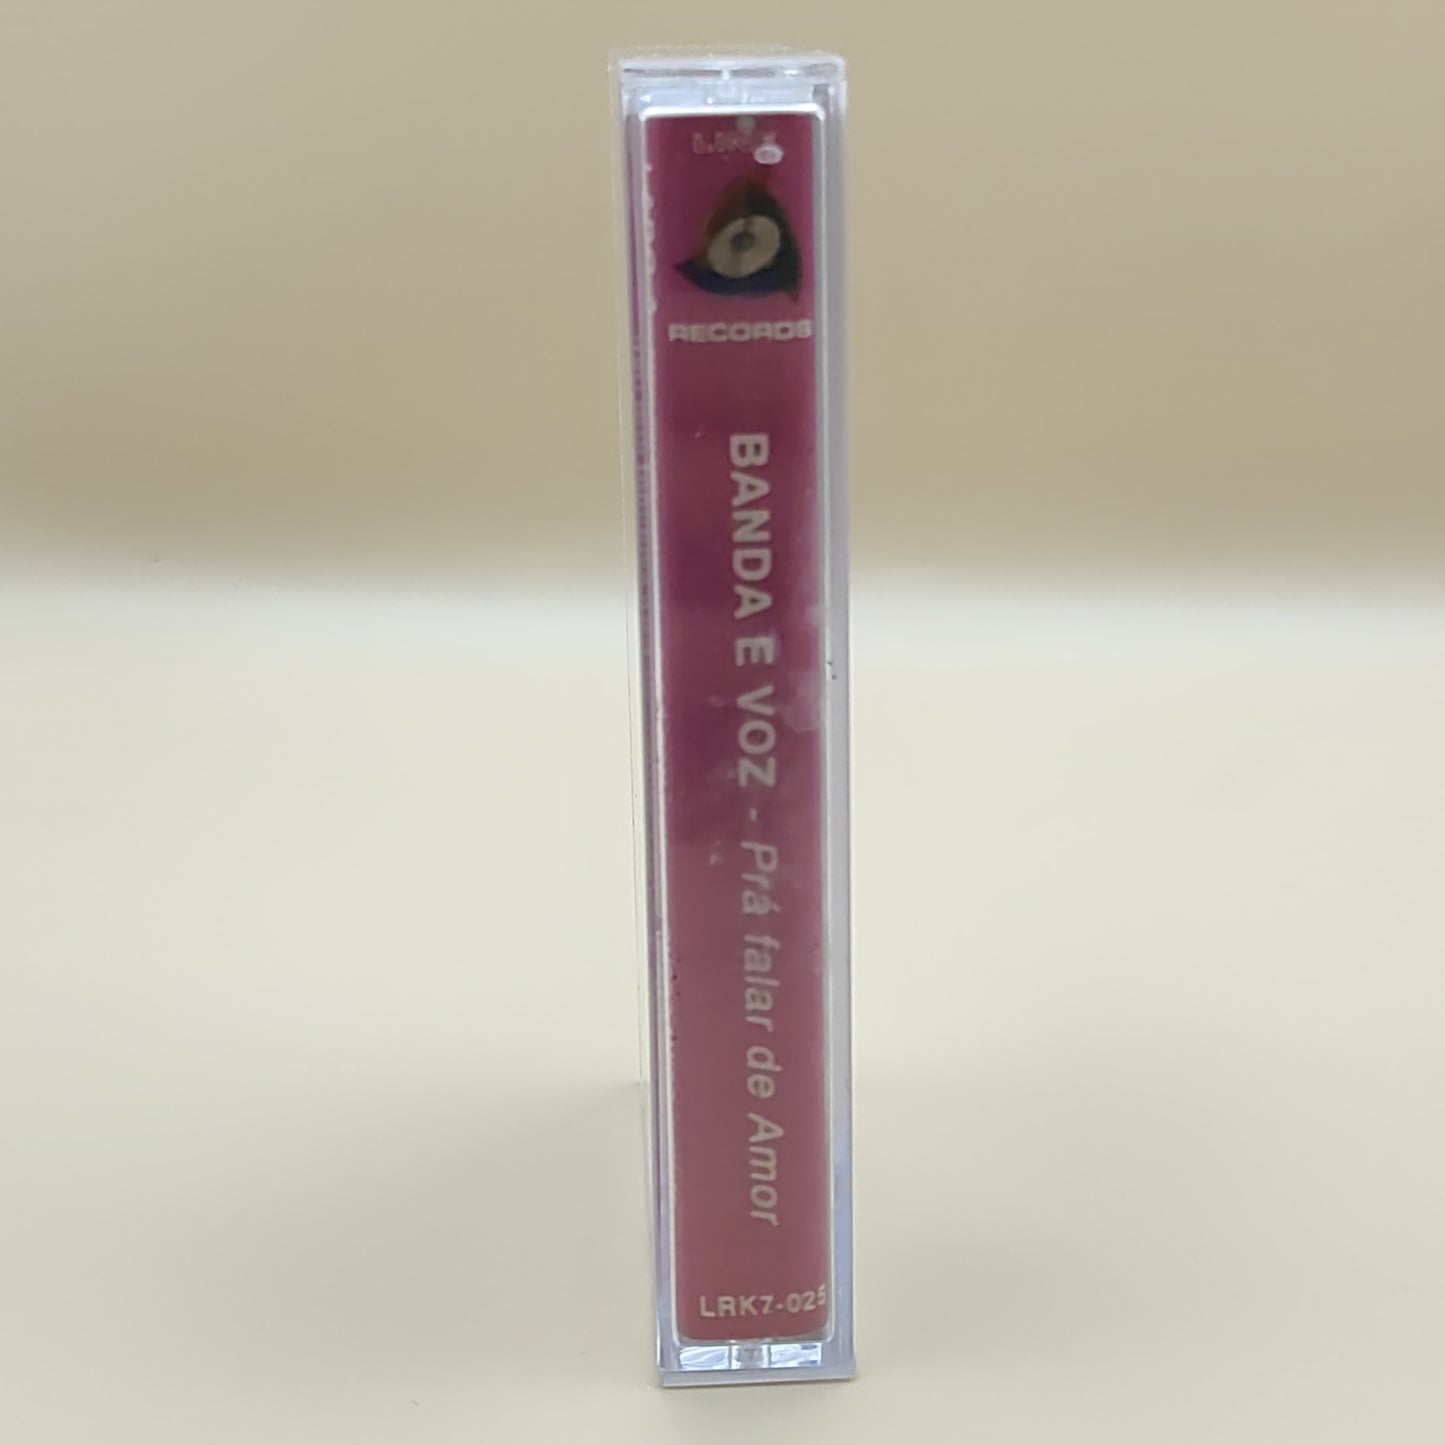 RECORDS
BANDA E VOZ - Prá falar de Amor
LRK7-025